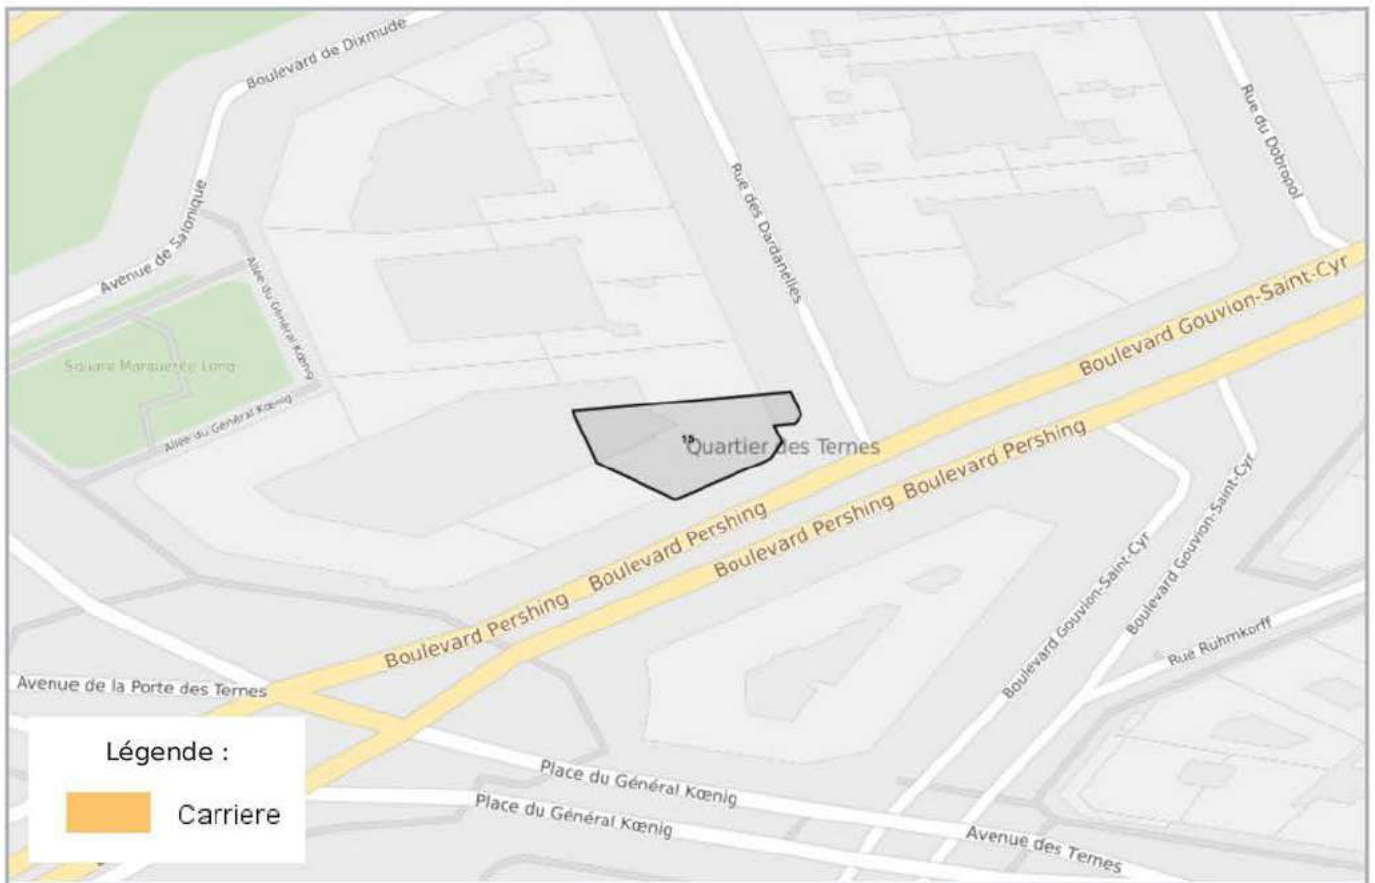 Boulevard de Dixmude
Rue du Dobropol
Rue des Dardanelles
Avenue de Salonique
Allée du Général Kœnig
Boulevard Gouvion-Saint-Cyr
Square Marguerite Long
Allée du Général Kœnig
Quartier des Ternes
Boulevard Pershing
Boulevard Pershing
Boulevard Pershing
Boulevard Pershing
Boulevard Gouvion-Saint-Cyr
Boulevard Gouvion-Saint-Cyr
Rue Ruhmkorff
Avenue de la Porte des Ternes
Légende :
Carriere
Place du Général Kœnig
Place du Général Kœnig
Avenue des Ternes